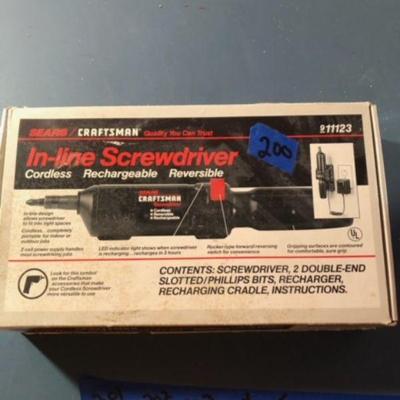 SEARS / CRAFTSMAN Quality You Can Trust
9 11123
In-line Screwdriver
200
Cordless Rechargeable Reversible
SEARS
CRAFTSMAN
Cordless
Rechargeable
Reversible
In-line design
allows screwdriver
to fit into tight spaces
Cordless, completely
portable for indoor or
outdoor jobs
2-cell power supply handles
most screwdriving jobs
LED indicator light shows when screwdriver
is recharging...recharges in 3 hours
Rocker-type forward/reversing
switch for convenience
Gripping surfaces are contoured
for comfortable, sure grip.
UL
Look for this symbol
on the Craftsman
accessories that make
your Cordless Screwdriver
more versatile to use
CONTENTS: SCREWDRIVER, 2 DOUBLE-END
SLOTTED/PHILLIPS BITS, RECHARGER,
RECHARGING CRADLE, INSTRUCTIONS.